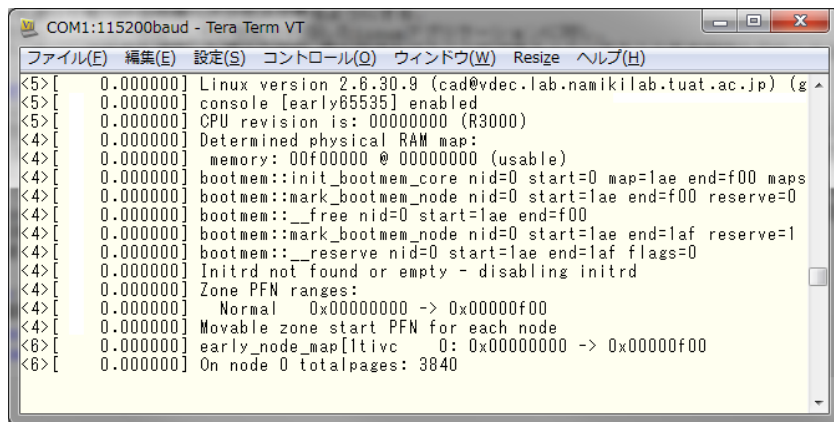 COM1:115200baud - Tera Term VT
ファイル(F) 編集(E) 設定(S) コントロール(O) ウィンドウ(W) Resize ヘルプ(H)
<5>[    0.000000] Linux version 2.6.30.9 (cad@vdec.lab.namikilab.tuat.ac.jp) (g
<5>[    0.000000] console [early65535] enabled
<5>[    0.000000] CPU revision is: 00000000 (R3000)
<4>[    0.000000] Determined physical RAM map:
<4>[    0.000000]  memory: 00f00000 @ 00000000 (usable)
<4>[    0.000000] bootmem::init_bootmem_core nid=0 start=0 map=1ae end=f00 maps
<4>[    0.000000] bootmem::mark_bootmem_node nid=0 start=1ae end=f00 reserve=0
<4>[    0.000000] bootmem::__free nid=0 start=1ae end=f00
<4>[    0.000000] bootmem::mark_bootmem_node nid=0 start=1ae end=1af reserve=1
<4>[    0.000000] bootmem::__reserve nid=0 start=1ae end=1af flags=0
<4>[    0.000000] Initrd not found or empty - disabling initrd
<4>[    0.000000] Zone PFN ranges:
<4>[    0.000000]   Normal   0x00000000 -> 0x00000f00
<4>[    0.000000] Movable zone start PFN for each node
<6>[    0.000000] early_node_map[1tivc    0: 0x00000000 -> 0x00000f00
<6>[    0.000000] On node 0 totalpages: 3840